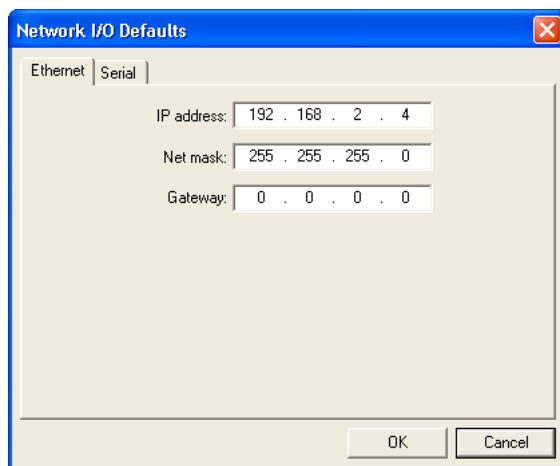 Network I/O Defaults
Ethernet Serial
IP address: 192 . 168 . 2 . 4
Net mask: 255 . 255 . 255 . 0
Gateway: 0 . 0 . 0 . 0
OK Cancel